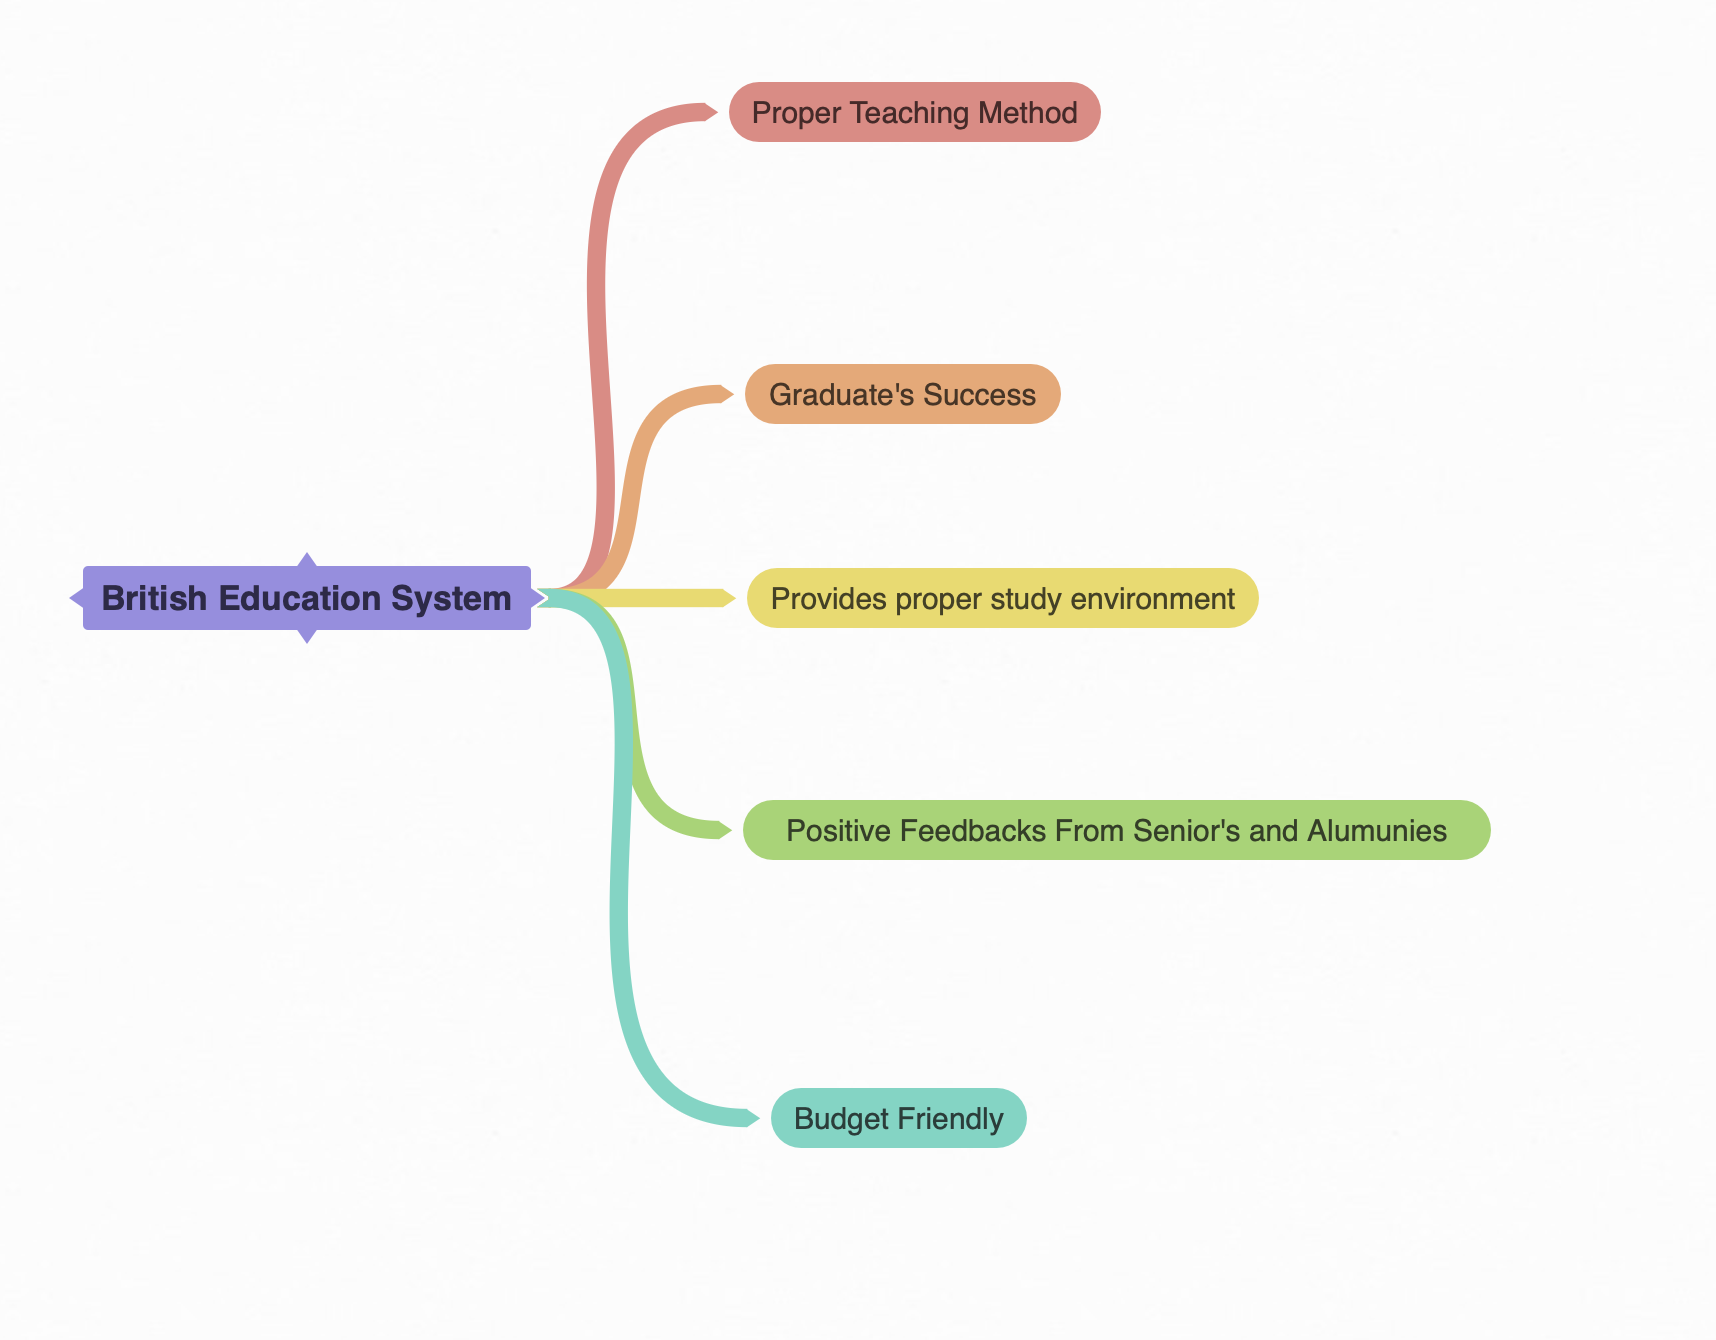 Proper Teaching Method
Graduate's Success
British Education System
Provides proper study environment
Positive Feedbacks From Senior's and Alumunies
Budget Friendly